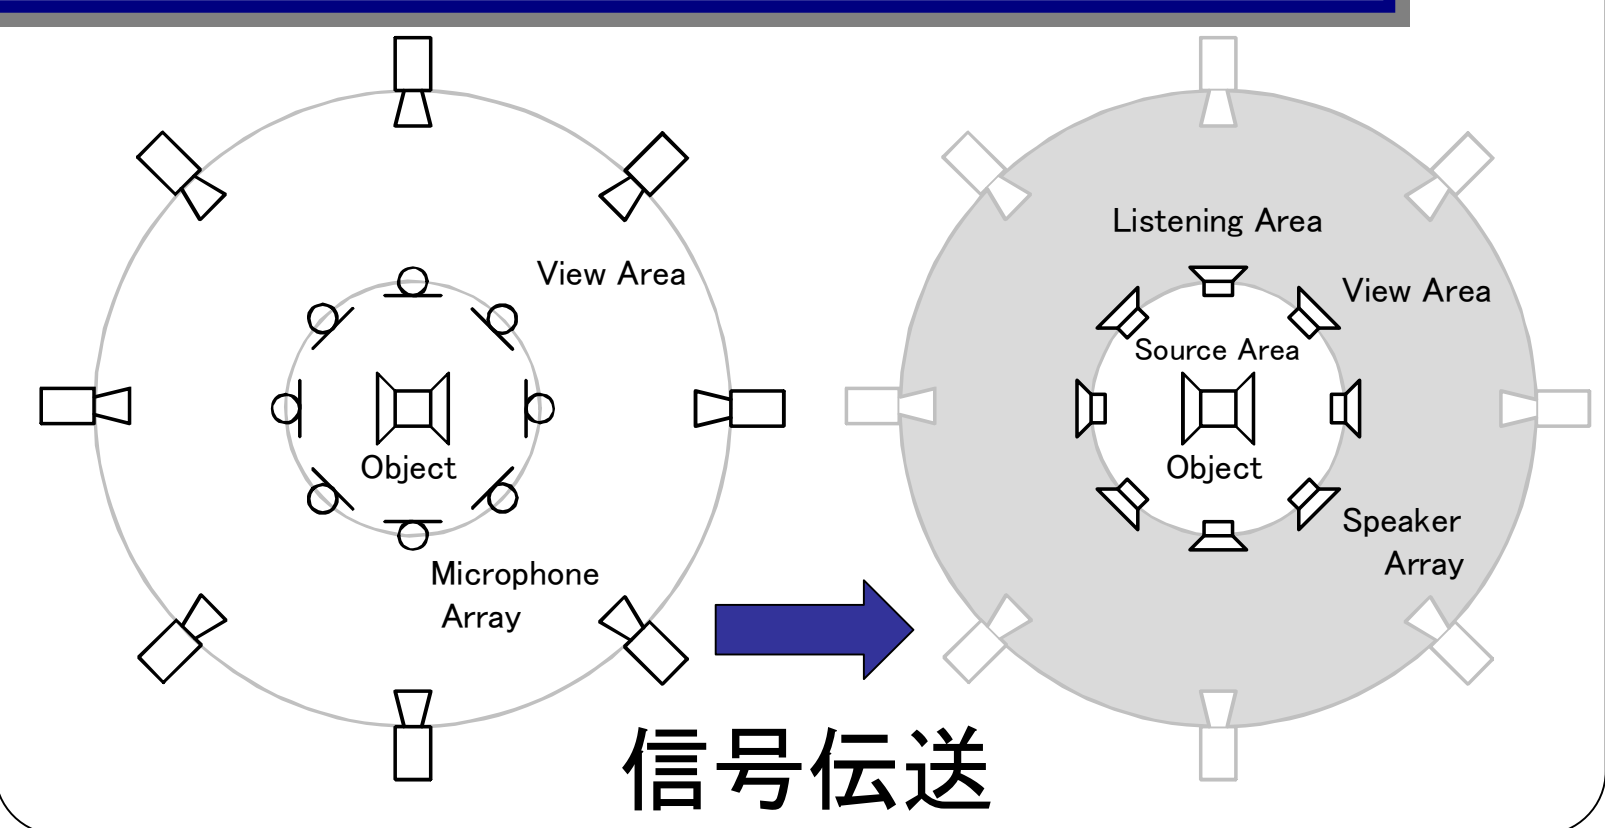 View Area
Object
Microphone
Array
Listening Area
View Area
Source Area
Object
Speaker
Array
信号伝送